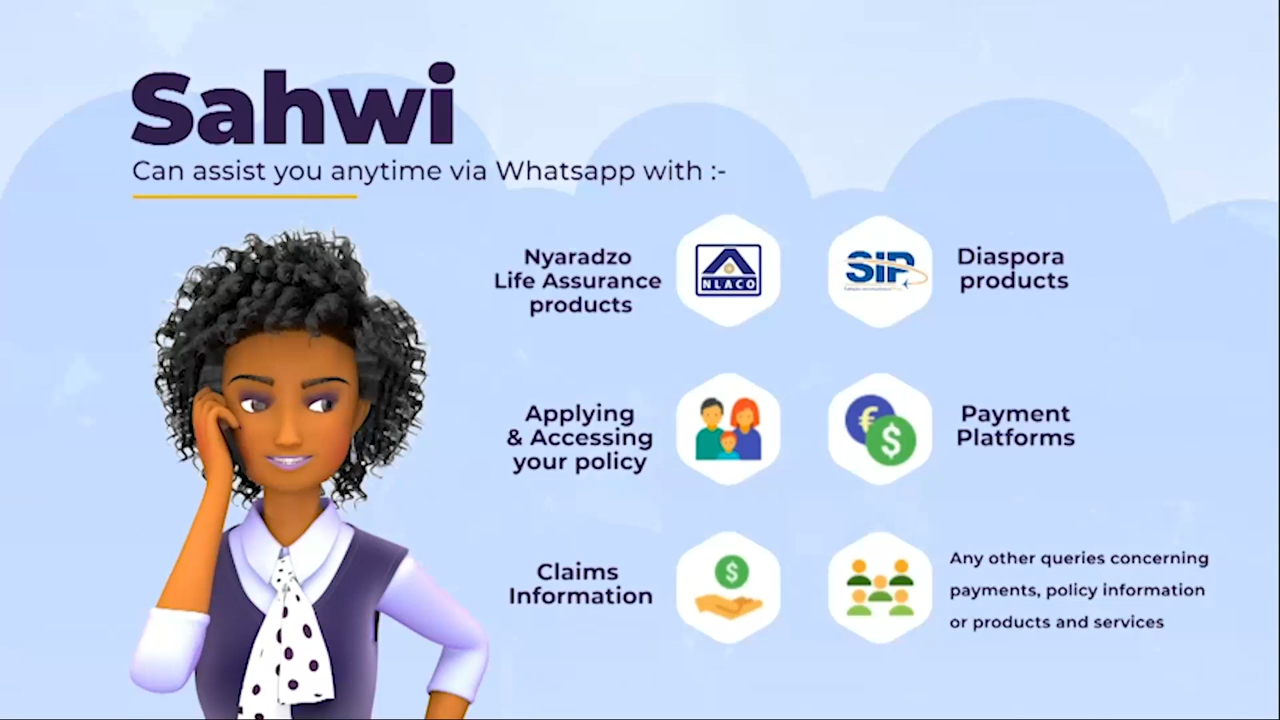 Sahwi
Can assist you anytime via Whatsapp with :-
Nyaradzo
Life Assurance
products
NLACO
SIP
Diaspora
products
Applying
& Accessing
your policy
€
$
Payment
Platforms
Claims
Information
$
Any other queries concerning
payments, policy information
or products and services